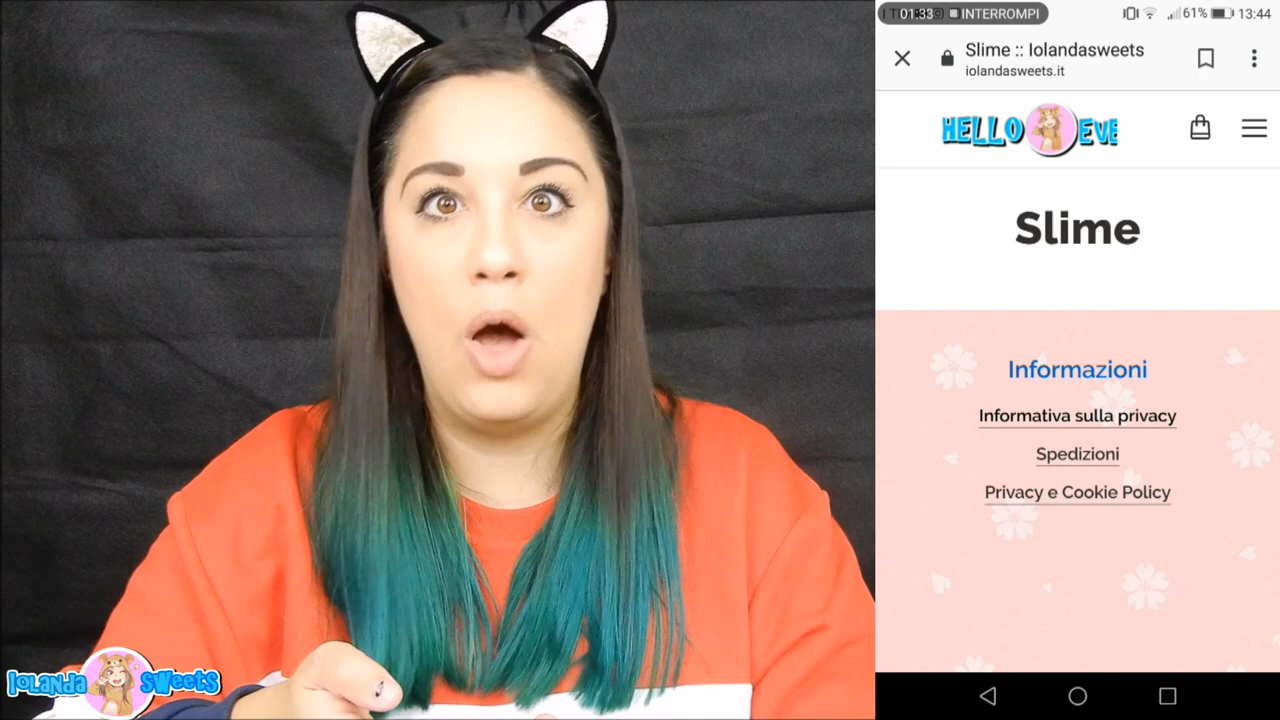 IOLANDA SWEETS
01:33 INTERROMPI
61% 13:44
Slime :: Iolandasweets
iolandasweets.it
HELLO EVE
Slime
Informazioni
Informativa sulla privacy
Spedizioni
Privacy e Cookie Policy